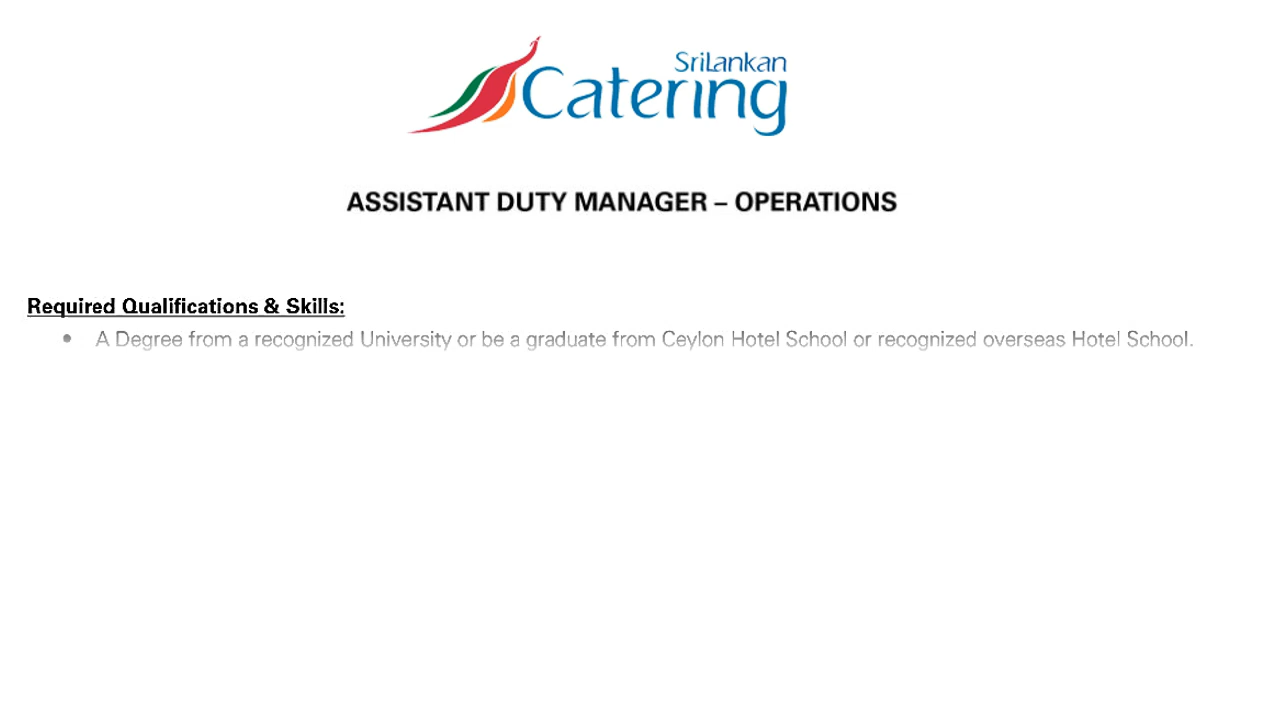 SriLankan
Catering
ASSISTANT DUTY MANAGER – OPERATIONS
Required Qualifications & Skills:
• A Degree from a recognized University or be a graduate from Ceylon Hotel School or recognized overseas Hotel School.